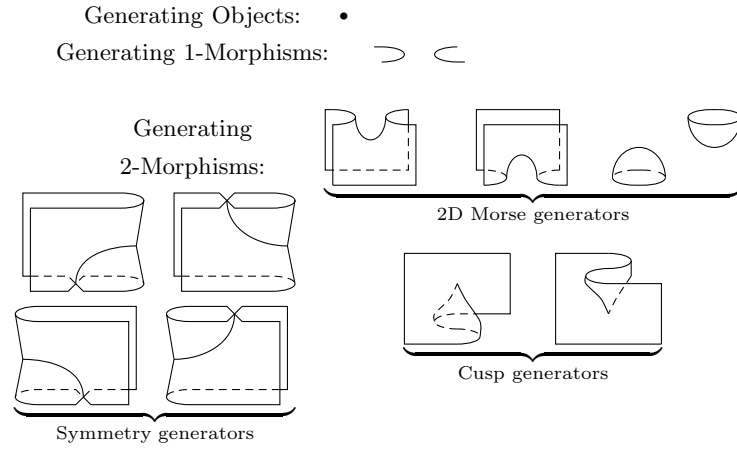 Generating Objects:
Generating 1-Morphisms:
Generating
2-Morphisms:
2D Morse generators
Cusp generators
Symmetry generators